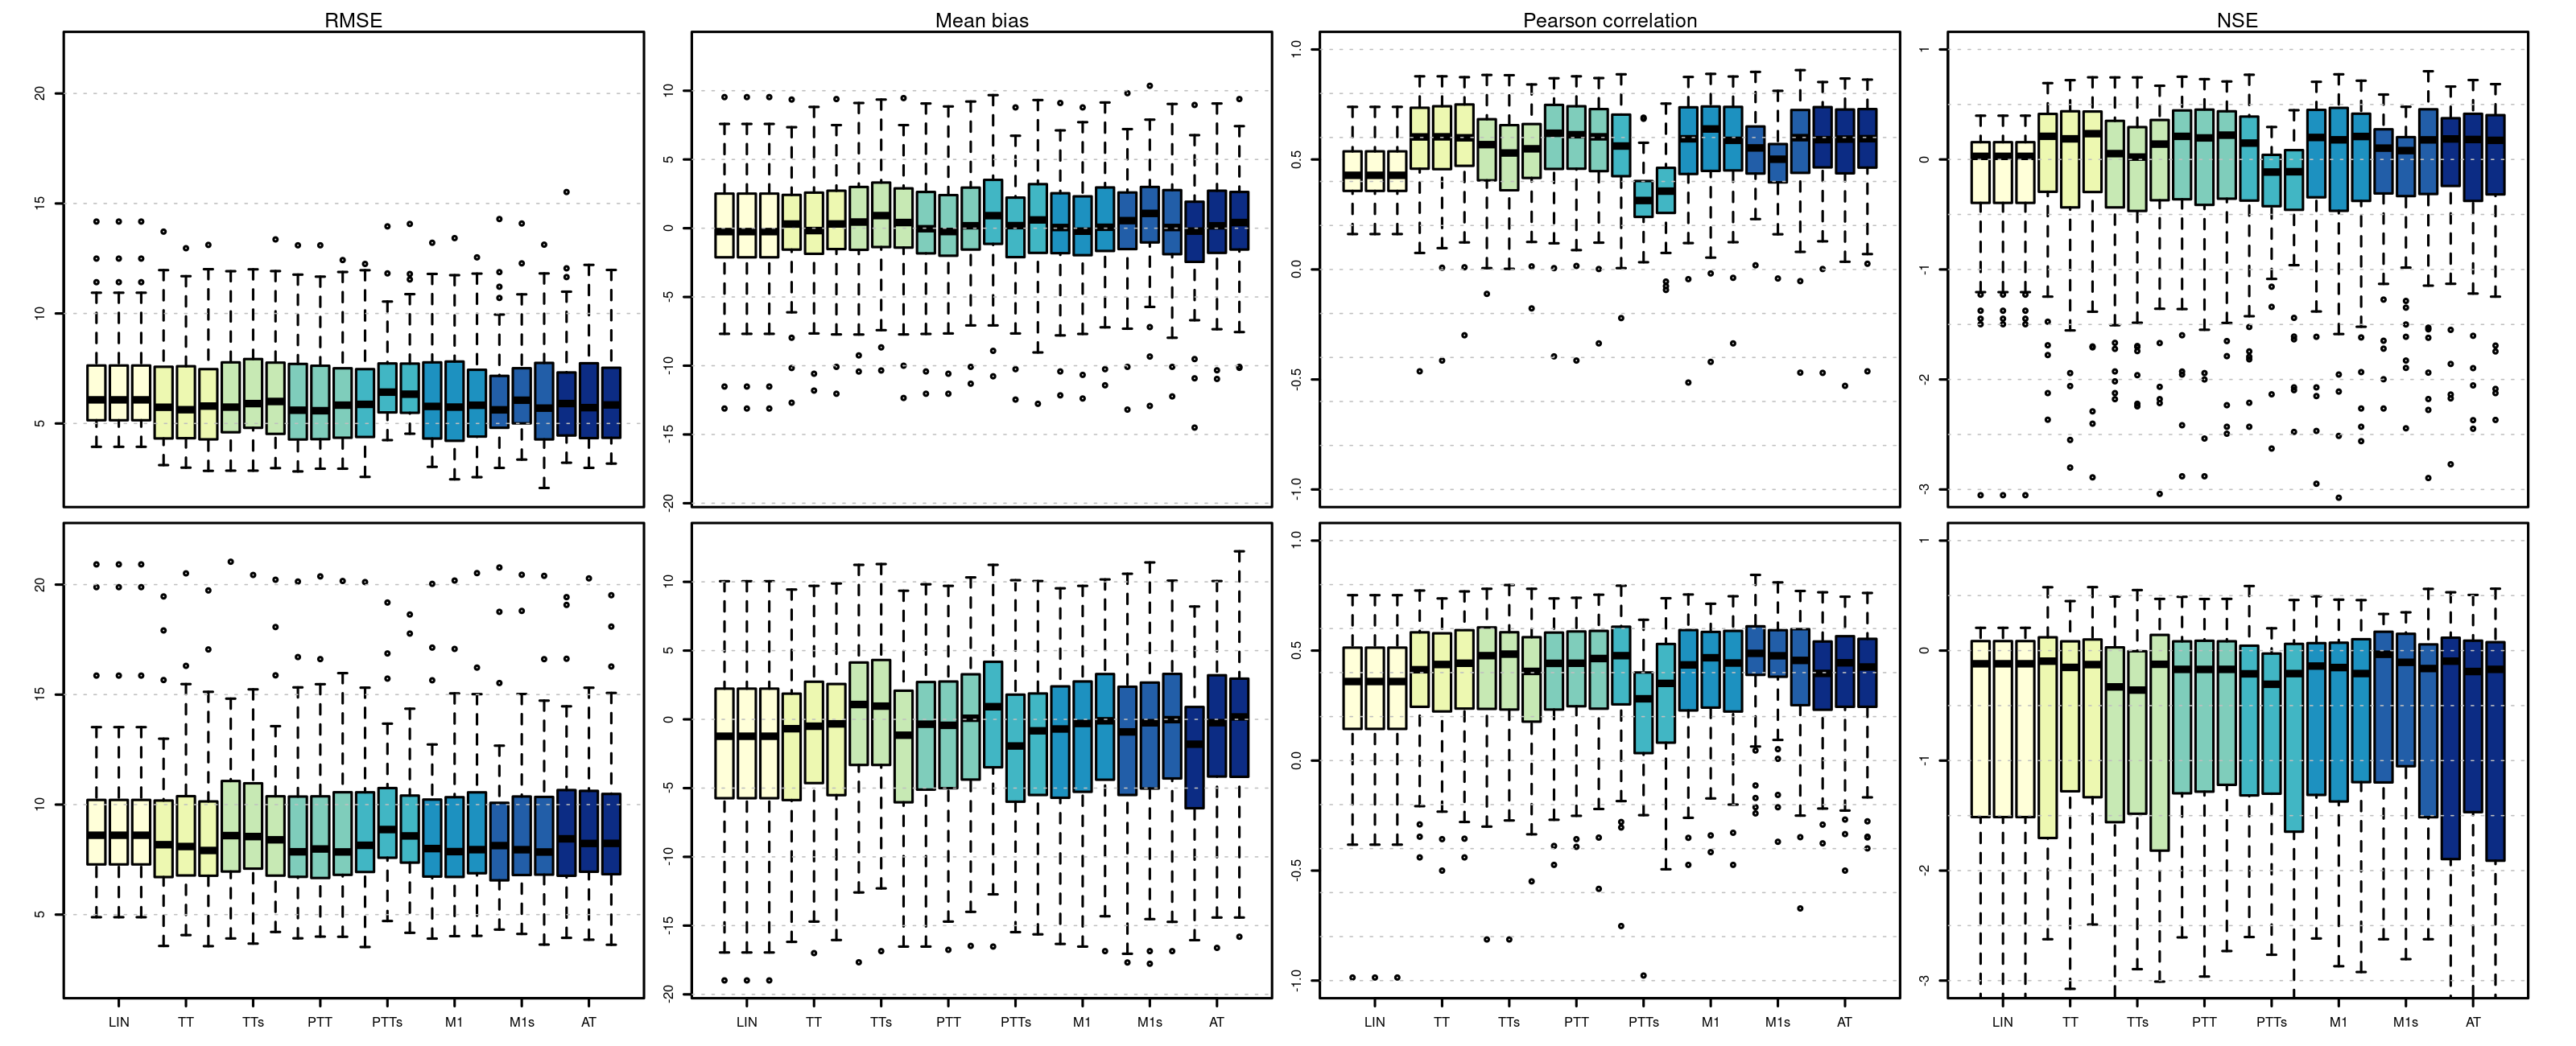 RMSE Mean bias Pearson correlation NSE
20 10 1.0 1
15 5 0.5 0
10 0 0.0 -1
5 -5 -0.5 -2
-10 -1.0 -3
-15
-20
20 10 1.0 1
15 5 0.5 0
10 0 0.0 -1
5 -5 -0.5 -2
-10 -1.0 -3
-15
-20
LIN TT TTs PTT PTTs M1 M1s AT LIN TT TTs PTT PTTs M1 M1s AT LIN TT TTs PTT PTTs M1 M1s AT LIN TT TTs PTT PTTs M1 M1s AT